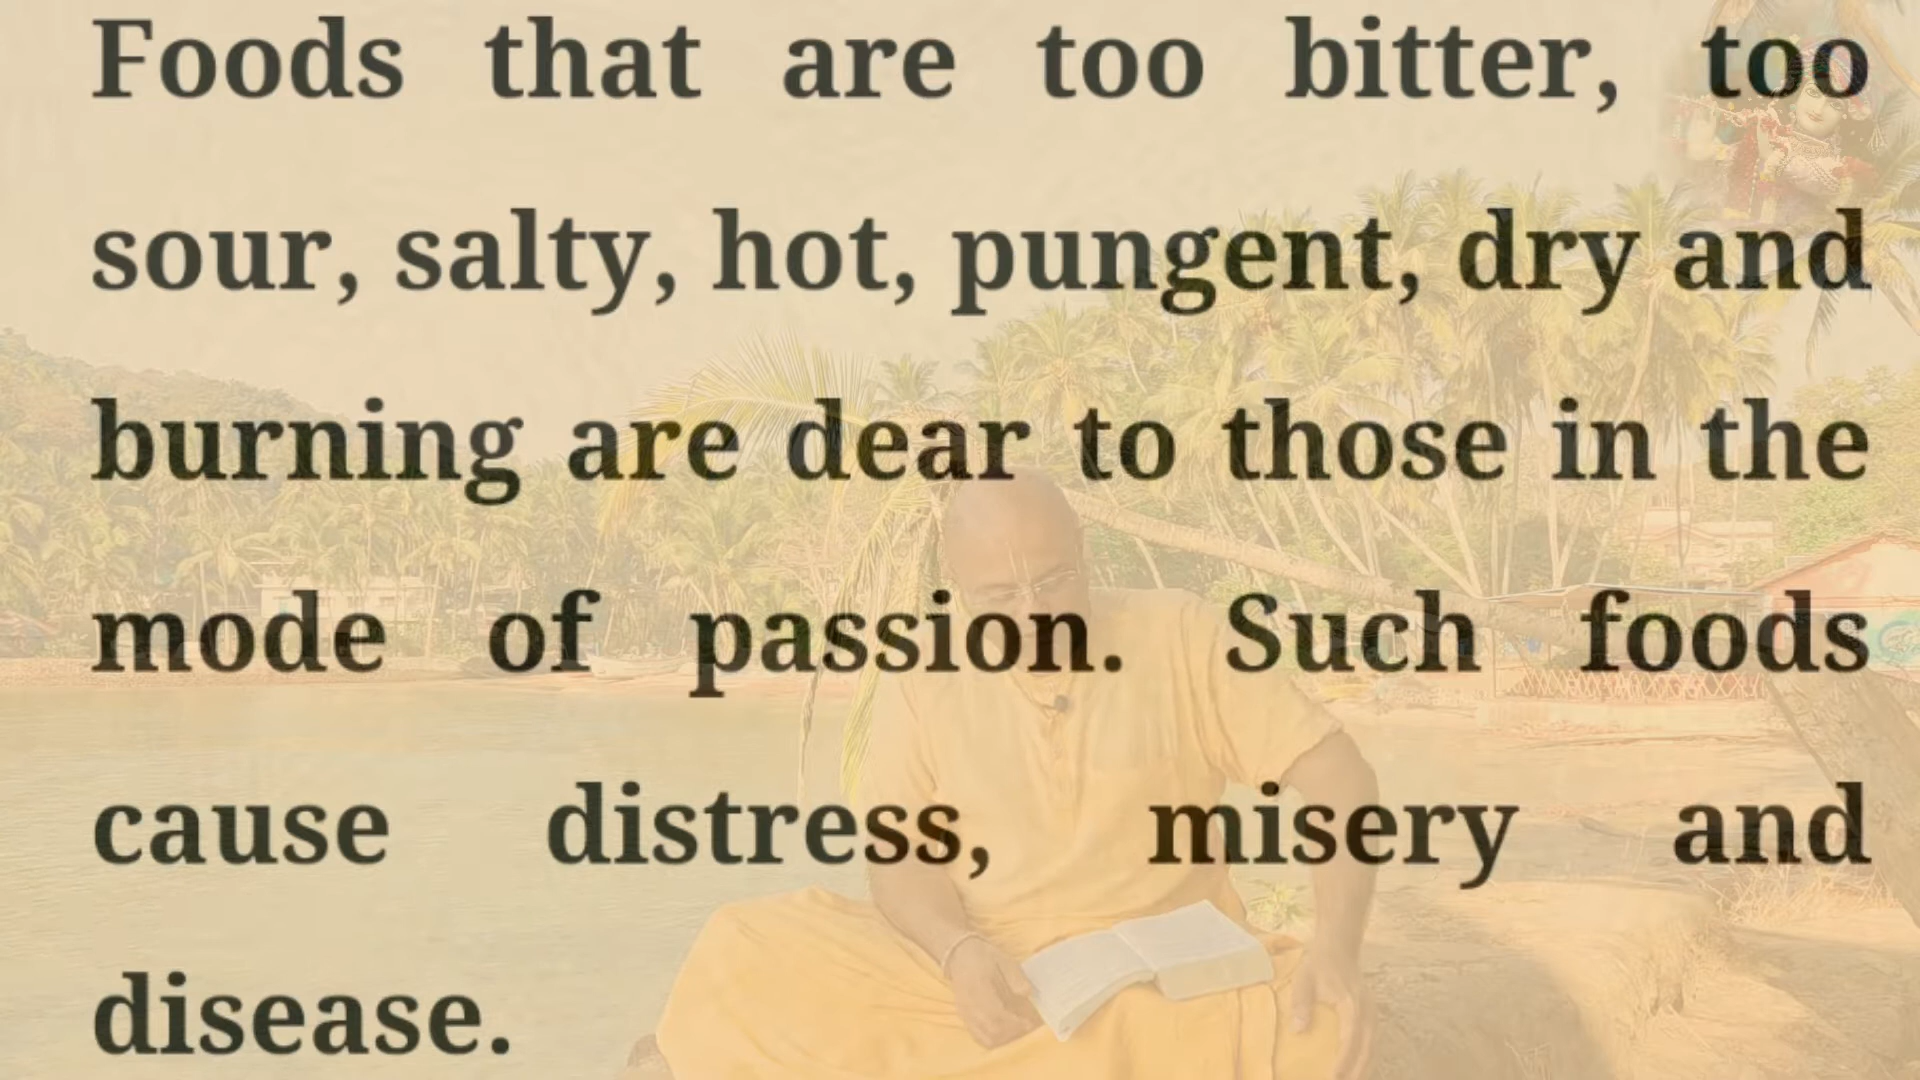 Foods that are too bitter, too
sour, salty, hot, pungent, dry and
burning are dear to those in the
mode of passion. Such foods
cause distress, misery and
disease.